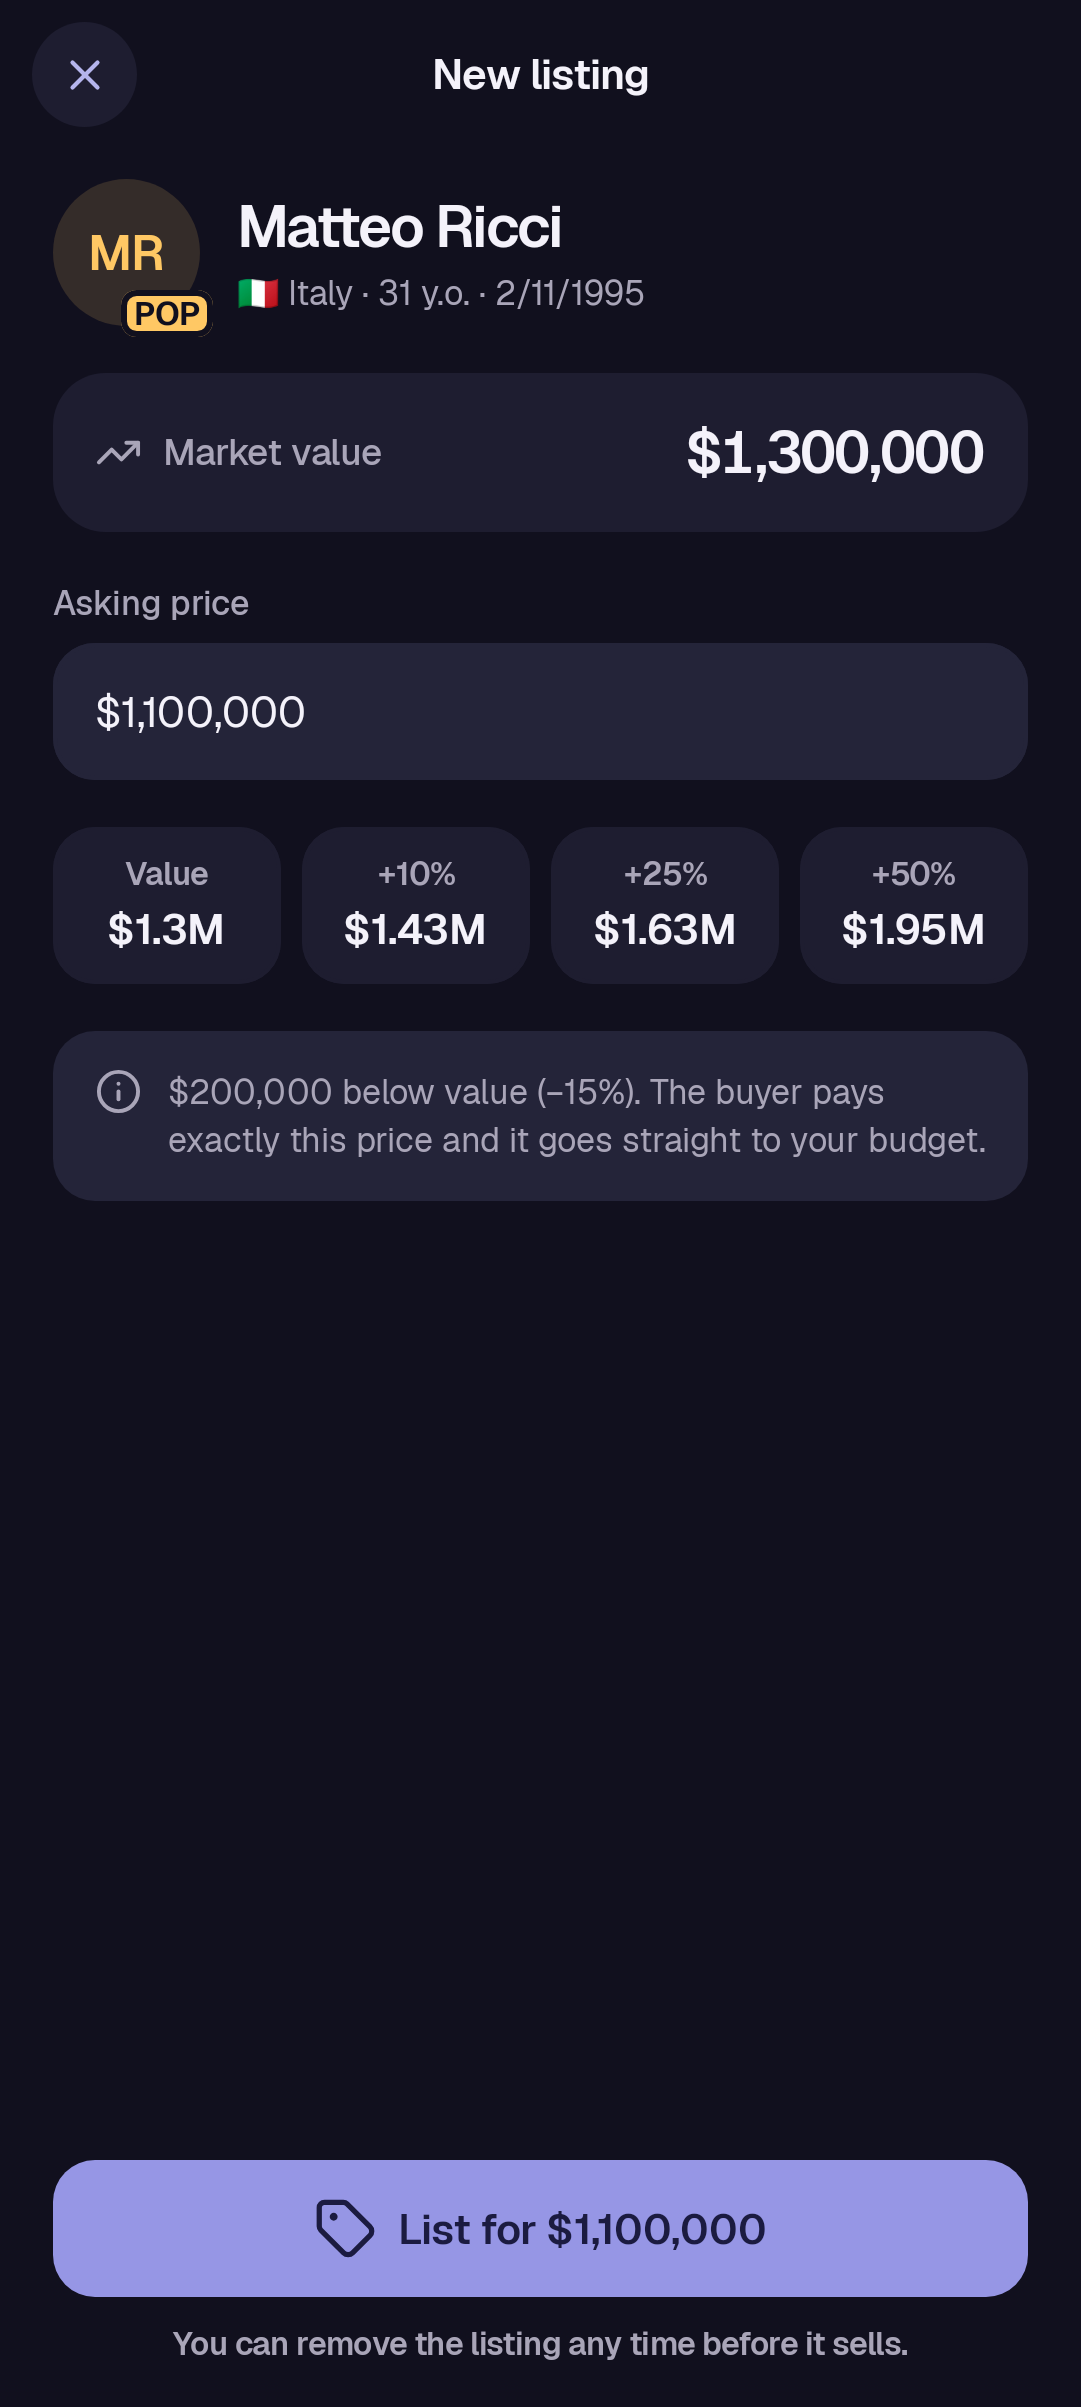 New listing
MR
POP
Matteo Ricci
🇮🇹 Italy · 31 y.o. · 2/11/1995
Market value
$1,300,000
Asking price
$1,100,000
Value
$1.3M
+10%
$1.43M
+25%
$1.63M
+50%
$1.95M
$200,000 below value (−15%). The buyer pays
exactly this price and it goes straight to your budget.
List for $1,100,000
You can remove the listing any time before it sells.